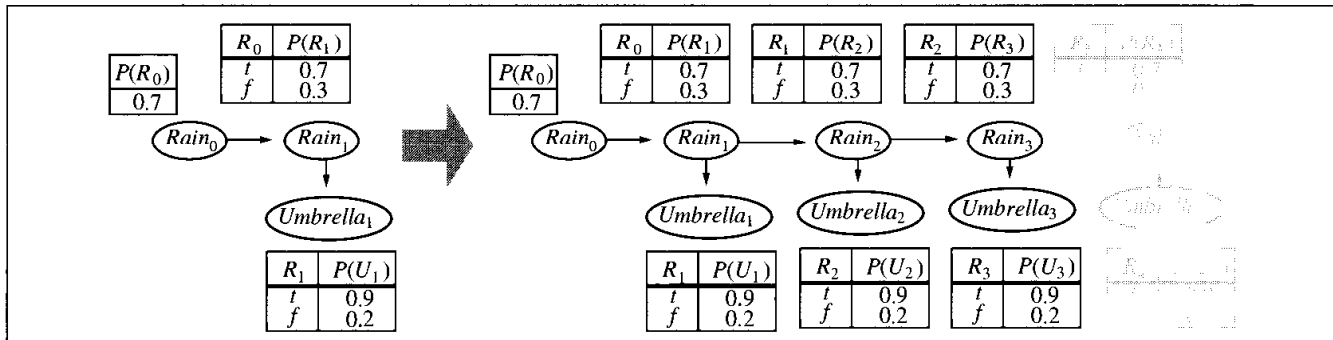 R0 P(R1)
t 0.7
f 0.3
P(R0)
0.7
Rain0
Rain1
Umbrella1
R1 P(U1)
t 0.9
f 0.2
P(R0)
0.7
R0 P(R1)
t 0.7
f 0.3
R1 P(R2)
t 0.7
f 0.3
R2 P(R3)
t 0.7
f 0.3
Rain0
Rain1
Rain2
Rain3
Umbrella1
Umbrella2
Umbrella3
R1 P(U1)
t 0.9
f 0.2
R2 P(U2)
t 0.9
f 0.2
R3 P(U3)
t 0.9
f 0.2